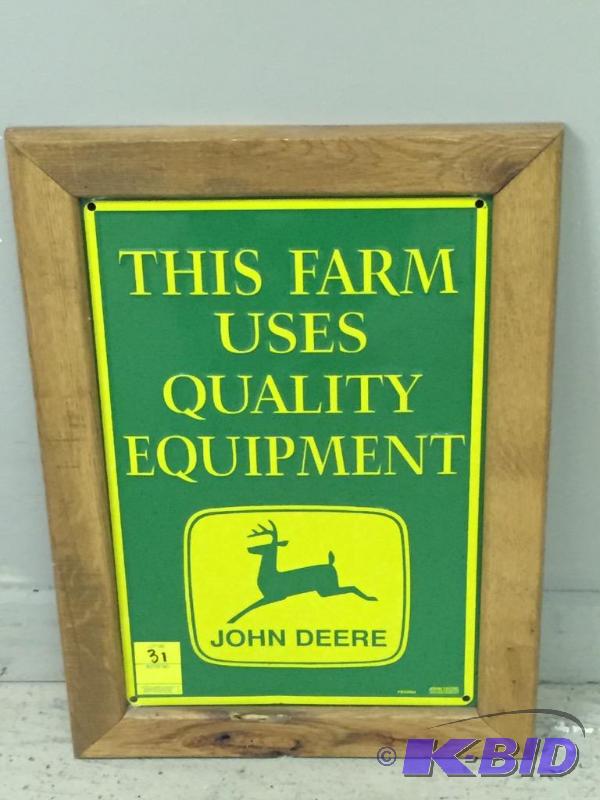 THIS FARM
USES
QUALITY
EQUIPMENT
JOHN DEERE
31
© K-BID